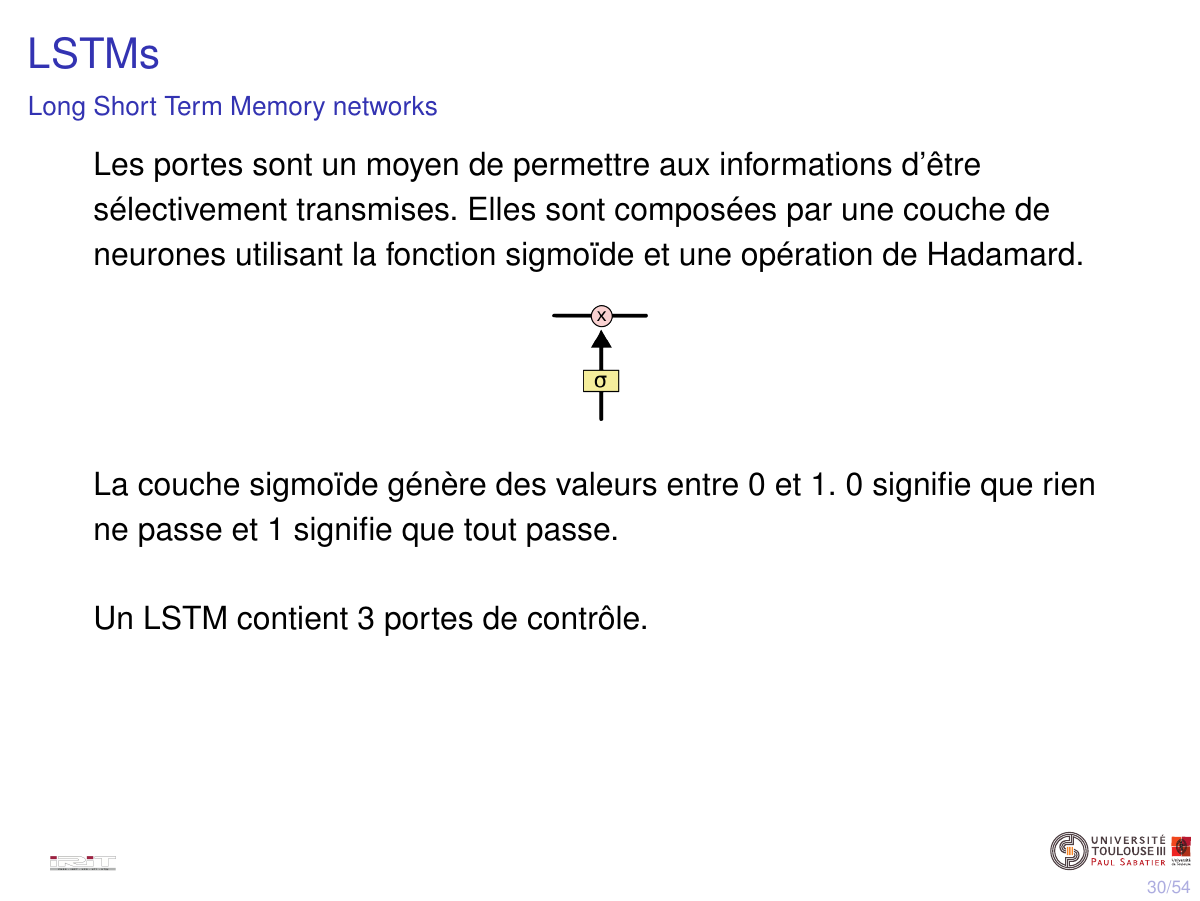 LSTMs
Long Short Term Memory networks
Les portes sont un moyen de permettre aux informations d'être
sélectivement transmises. Elles sont composées par une couche de
neurones utilisant la fonction sigmoïde et une opération de Hadamard.
x
σ
La couche sigmoïde génère des valeurs entre 0 et 1. 0 signifie que rien
ne passe et 1 signifie que tout passe.
Un LSTM contient 3 portes de contrôle.
IRIT
UNIVERSITÉ
TOULOUSE III
PAUL SABATIER
30/54